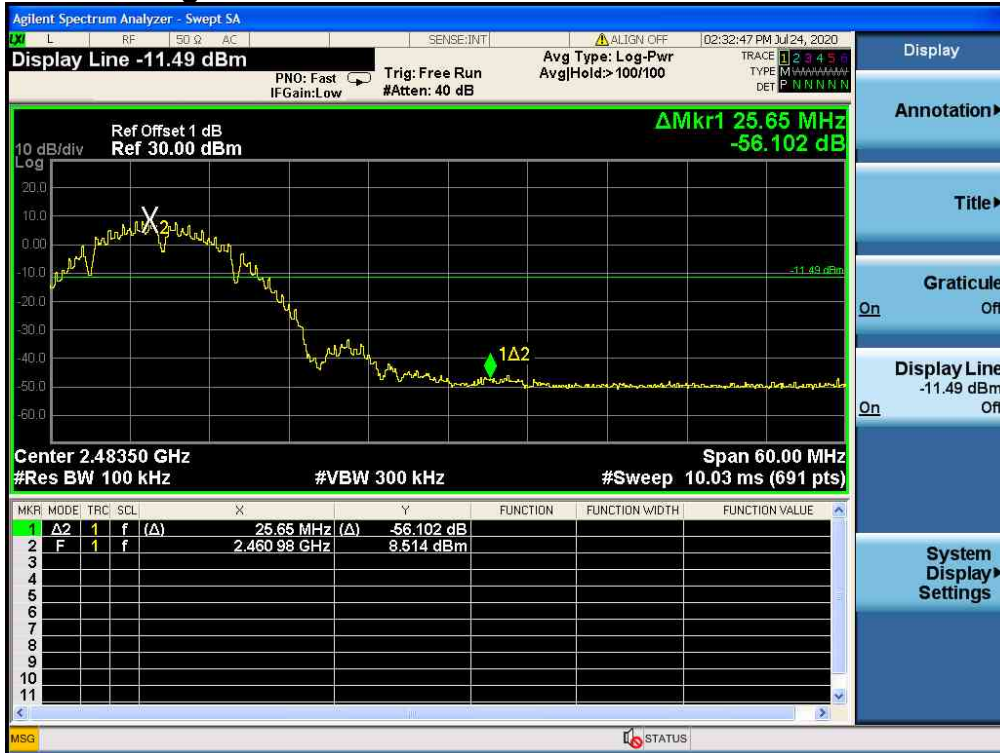 Agilent Spectrum Analyzer - Swept SA
LXI L RF 50 Ω AC SENSE:INT ALIGN OFF 02:32:47 PM Jul 24, 2020
Display Line -11.49 dBm
PNO: Fast
IFGain:Low
Trig: Free Run
#Atten: 40 dB
Avg Type: Log-Pwr
Avg|Hold:> 100/100
TRACE 1 2 3 4 5 6
TYPE M
DET P N N N N N
Ref Offset 1 dB
10 dB/div Ref 30.00 dBm
Log
ΔMkr1 25.65 MHz
-56.102 dB
20.0
10.0
0.00
-10.0
-20.0
-30.0
-40.0
-50.0
-60.0
X2
-11.49 dBm
1Δ2
Center 2.48350 GHz Span 60.00 MHz
#Res BW 100 kHz #VBW 300 kHz #Sweep 10.03 ms (691 pts)
MKR MODE TRC SCL X Y FUNCTION FUNCTION WIDTH FUNCTION VALUE
1 Δ2 1 f (Δ) 25.65 MHz (Δ) -56.102 dB
2 F 1 f 2.460 98 GHz 8.514 dBm
3
4
5
6
7
8
9
10
11
MSG STATUS
Display
Annotation
Title
Graticule
On Off
Display Line
-11.49 dBm
On Off
System
Display
Settings